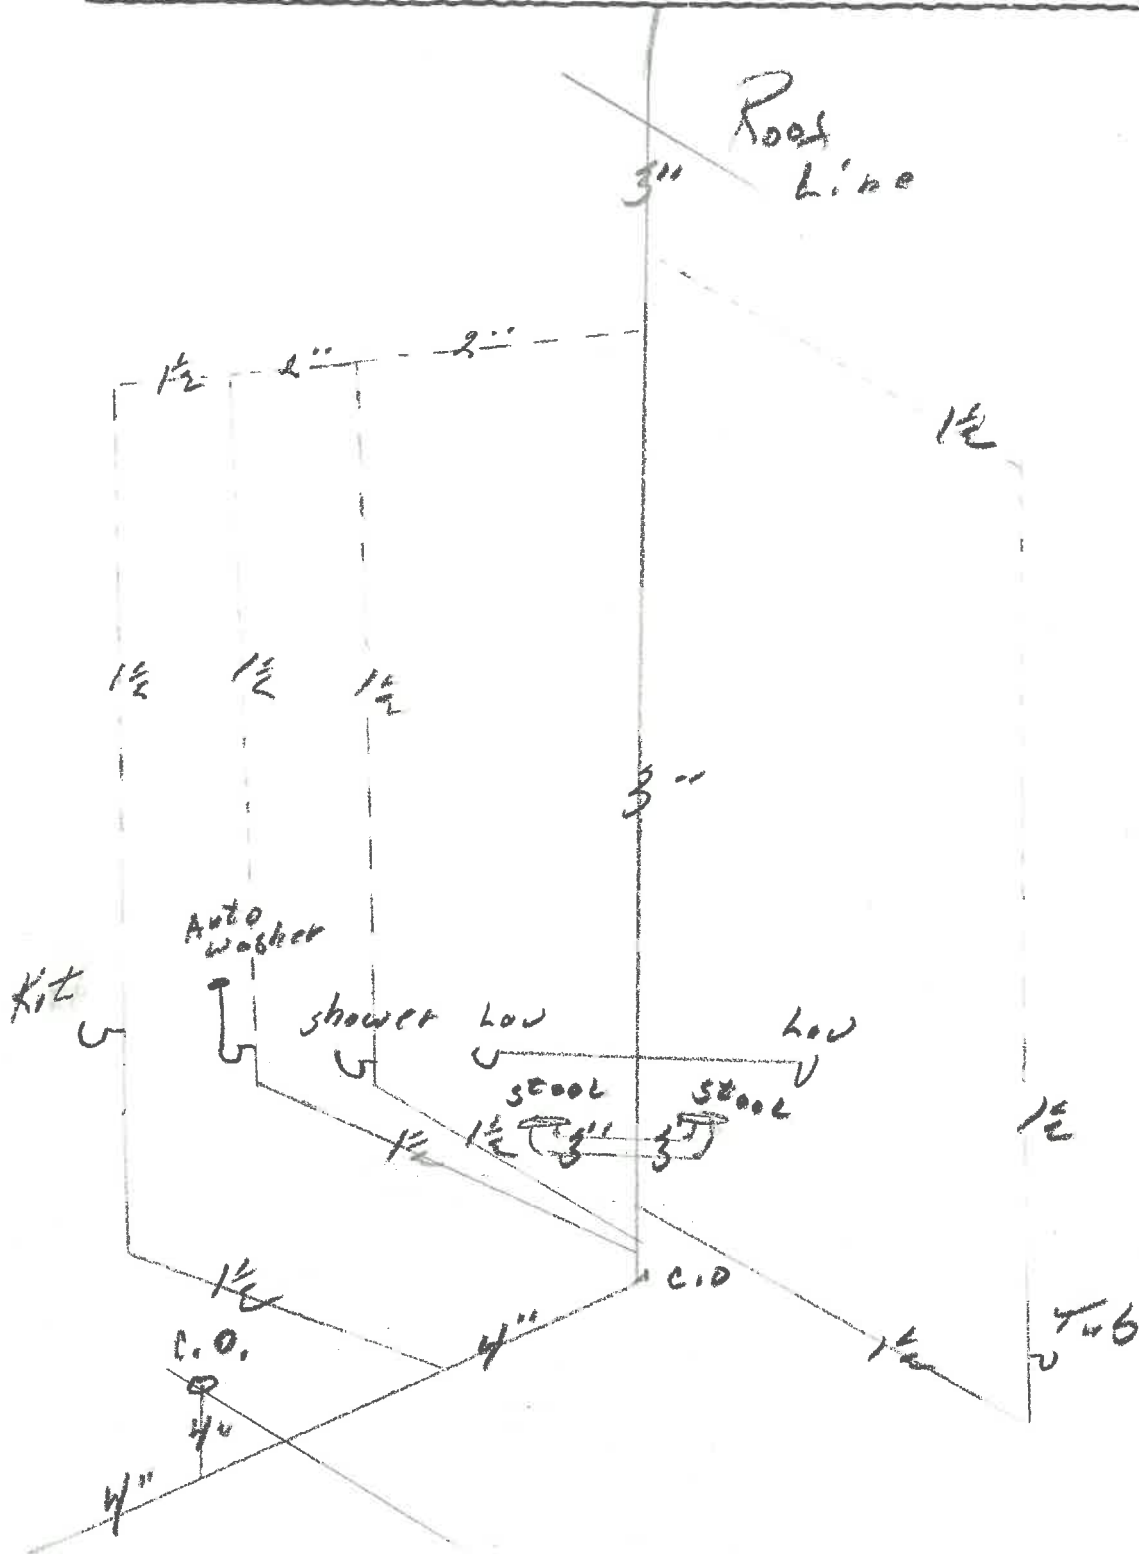 Roof
Line
3"
1½
2"
2"
1½
1½
1½
1½
3"
Auto
washer
Kit
shower
Lav
Lav
stool
stool
1½
1½
3"
3"
1½
1½
C.O
C.O.
4"
1½
Tub
4"
4"